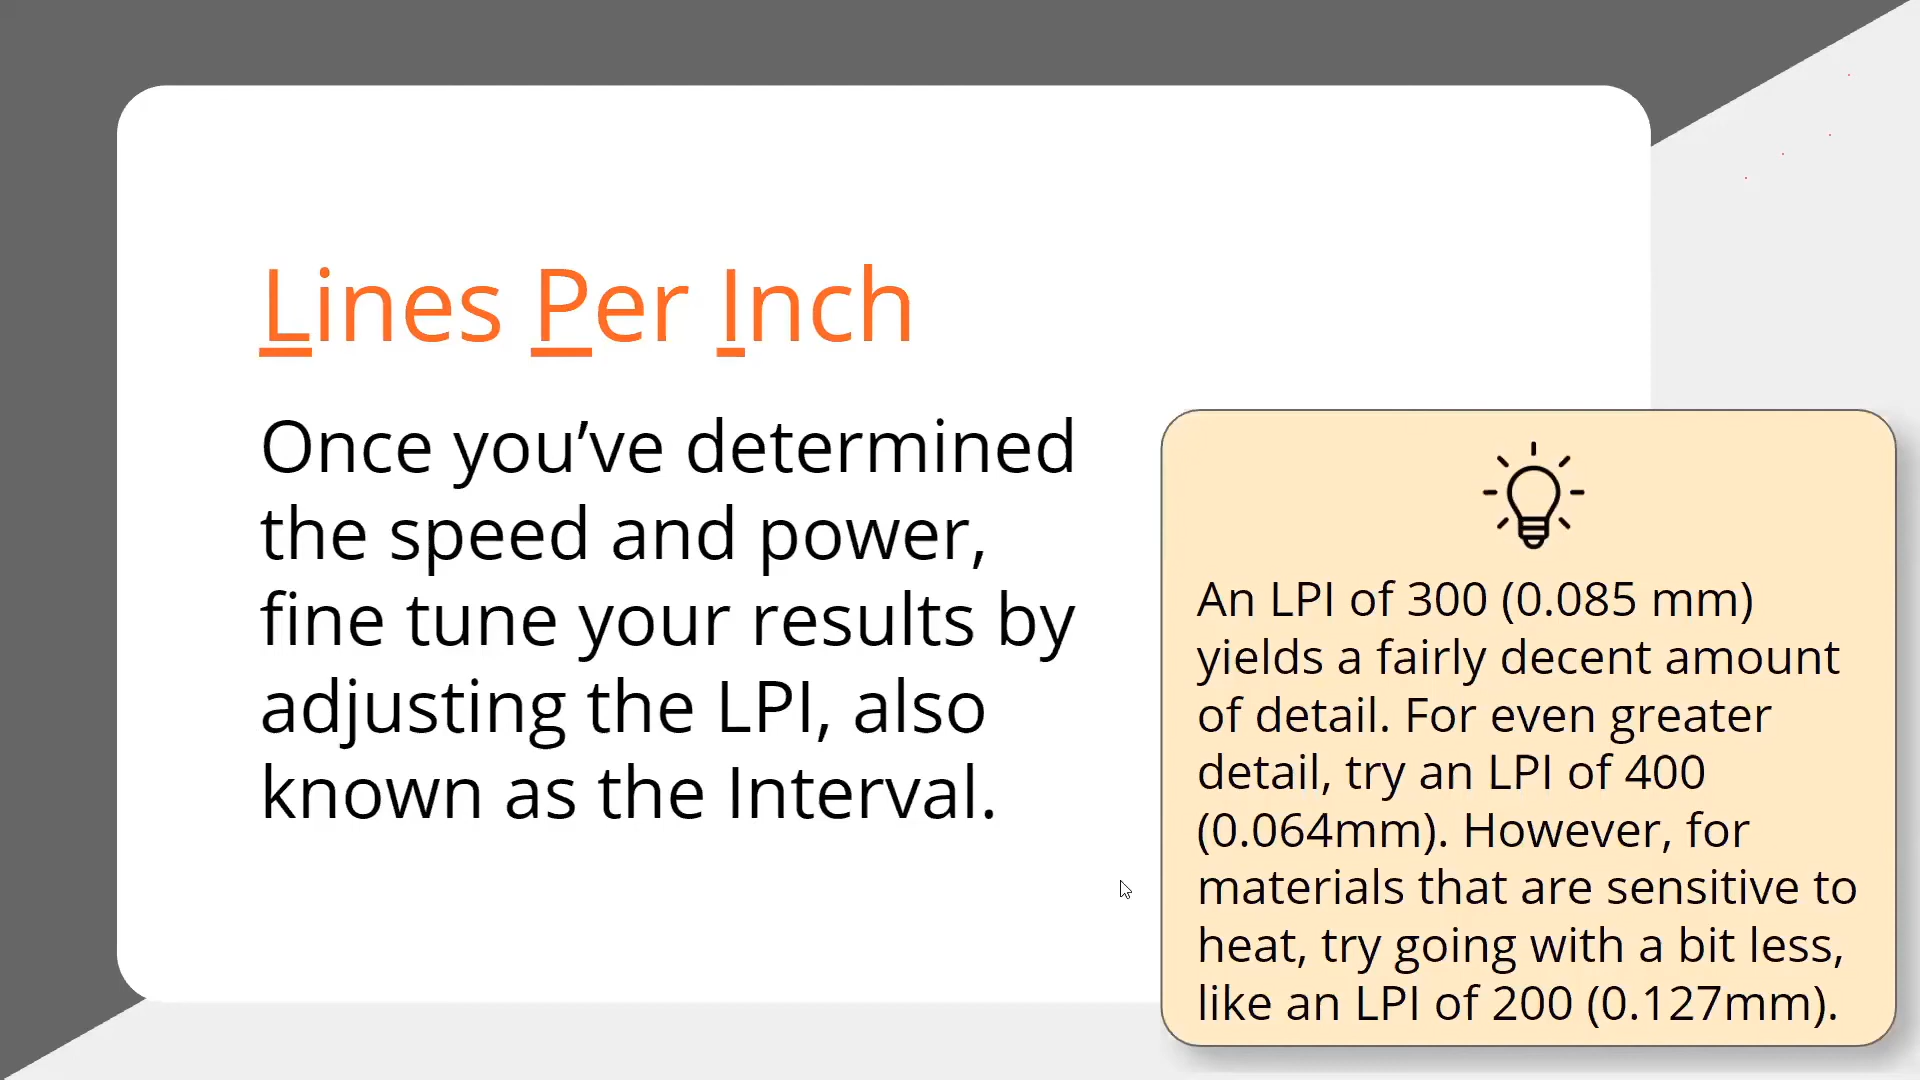 Lines Per Inch
Once you’ve determined
the speed and power,
fine tune your results by
adjusting the LPI, also
known as the Interval.
An LPI of 300 (0.085 mm)
yields a fairly decent amount
of detail. For even greater
detail, try an LPI of 400
(0.064mm). However, for
materials that are sensitive to
heat, try going with a bit less,
like an LPI of 200 (0.127mm).